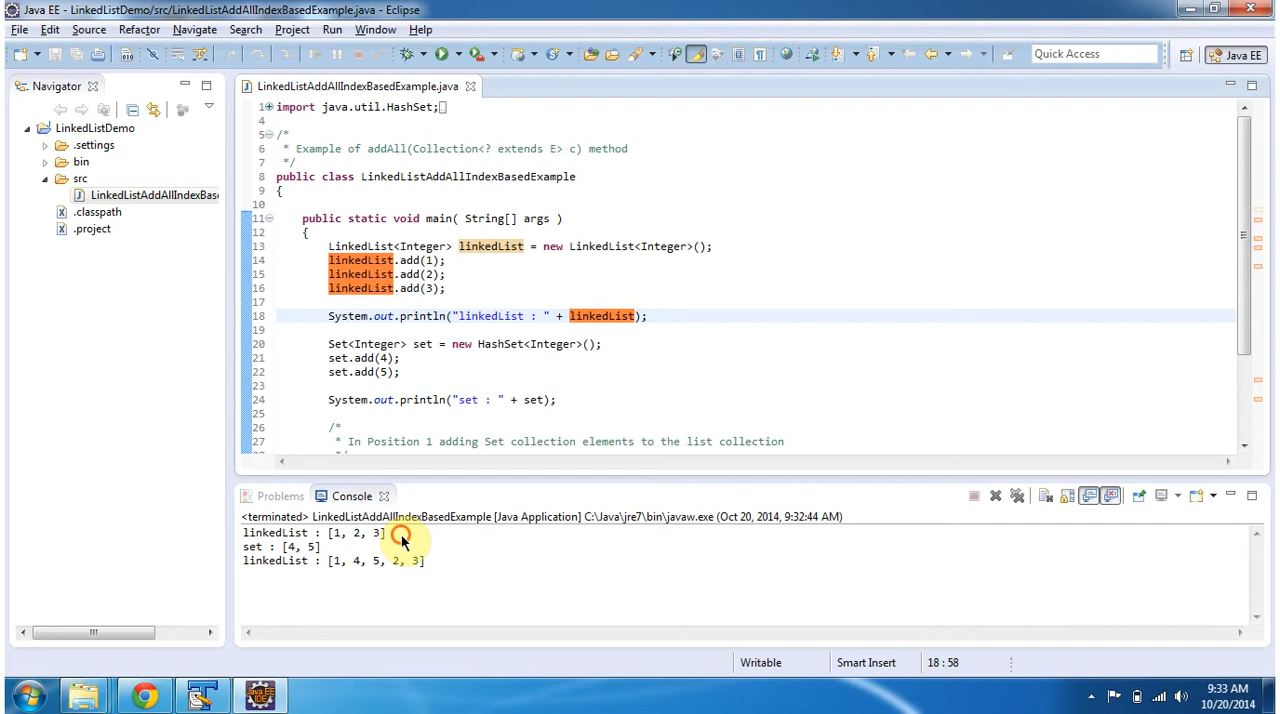 Java EE - LinkedListDemo/src/LinkedListAddAllIndexBasedExample.java - Eclipse
File Edit Source Refactor Navigate Search Project Run Window Help
Quick Access
Java EE
Navigator
LinkedListDemo
.settings
bin
src
LinkedListAddAllIndexBase
.classpath
.project
LinkedListAddAllIndexBasedExample.java
1 import java.util.HashSet;
4
5 /*
6 * Example of addAll(Collection<? extends E> c) method
7 */
8 public class LinkedListAddAllIndexBasedExample
9 {
10
11 public static void main( String[] args )
12 {
13 LinkedList<Integer> linkedList = new LinkedList<Integer>();
14 linkedList.add(1);
15 linkedList.add(2);
16 linkedList.add(3);
17
18 System.out.println("linkedList : " + linkedList);
19
20 Set<Integer> set = new HashSet<Integer>();
21 set.add(4);
22 set.add(5);
23
24 System.out.println("set : " + set);
25
26 /*
27 * In Position 1 adding Set collection elements to the list collection
Problems Console
<terminated> LinkedListAddAllIndexBasedExample [Java Application] C:\Java\jre7\bin\javaw.exe (Oct 20, 2014, 9:32:44 AM)
linkedList : [1, 2, 3]
set : [4, 5]
linkedList : [1, 4, 5, 2, 3]
Writable Smart Insert 18 : 58
Java EE IDE
9:33 AM
10/20/2014